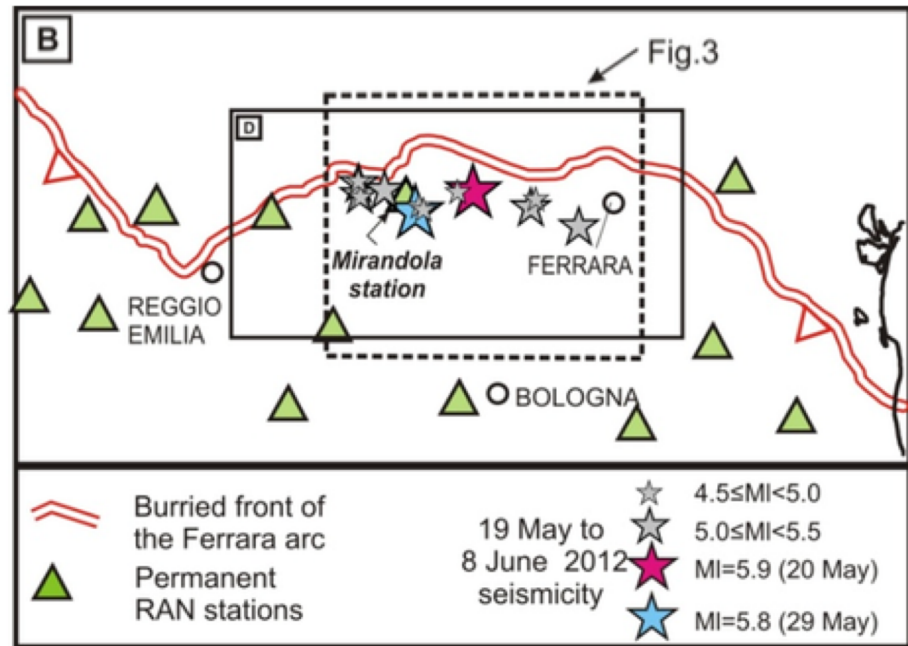 B
Fig.3
D
Mirandola
station
FERRARA
REGGIO
EMILIA
BOLOGNA
Burried front of
the Ferrara arc
Permanent
RAN stations
19 May to
8 June 2012
seismicity
4.5≤Ml<5.0
5.0≤Ml<5.5
Ml=5.9 (20 May)
Ml=5.8 (29 May)